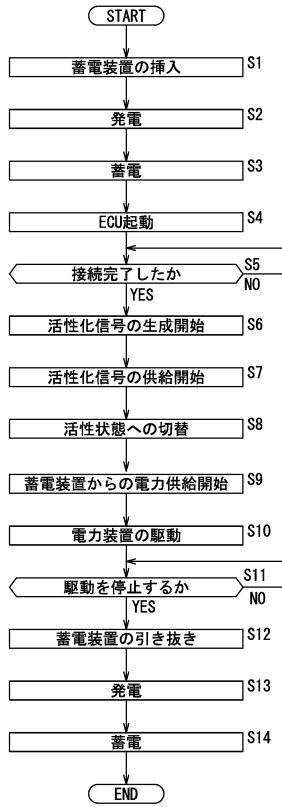 START
蓄電装置の挿入 S1
発電 S2
蓄電 S3
ECU起動 S4
接続完了したか S5
YES NO
活性化信号の生成開始 S6
活性化信号の供給開始 S7
活性状態への切替 S8
蓄電装置からの電力供給開始 S9
電力装置の駆動 S10
駆動を停止するか S11
YES NO
蓄電装置の引き抜き S12
発電 S13
蓄電 S14
END